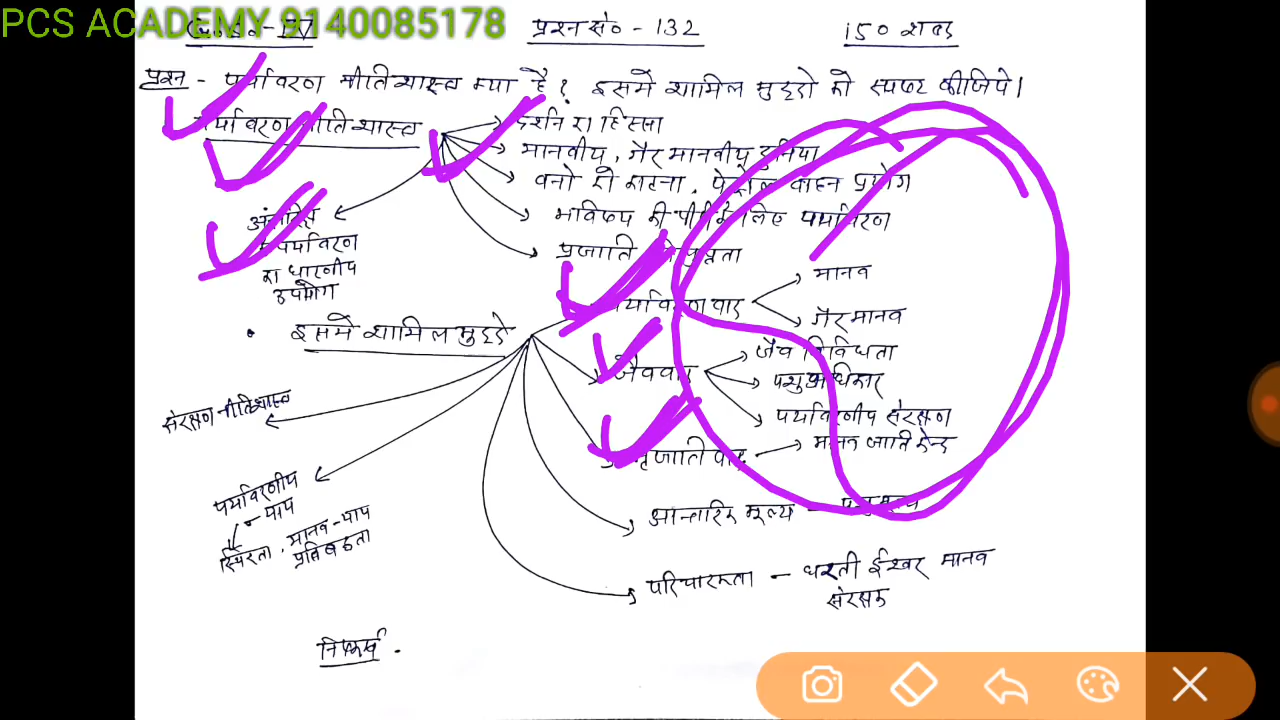 PCS ACADEMY 9140085178
प्रश्न सं० - 132
150 शब्द
प्रश्न - पर्यावरण नीतिशास्त्र क्या है? इसमें शामिल मुद्दों को स्पष्ट कीजिये।
पर्यावरण नीतिशास्त्र
दर्शन का हिस्सा
मानवीय, गैर मानवीय दुनिया
वनो की कटना, पेट्रोल वाहन प्रयोग
भविष्य की पीढ़ी के लिए पर्यावरण
प्रजाति
पर्यावरण
का धारणीय
उपयोग
इसमें शामिल मुद्दे
पर्यावरणवाद
मानव
गैर मानव
जैववाद
जैव विविधता
पशु अधिकार
पर्यावरणीय संरक्षण
नृजातिवाद
मानव जाति केन्द्र
आन्तरिक मूल्य -
परिचारकता - धरती ईश्वर मानव
संरक्षक
संरक्षण नीतिशास्त्र
पर्यावरणीय
न्याय
स्थिरता, मानव-न्याय
प्रतिबद्धता
निष्कर्ष -